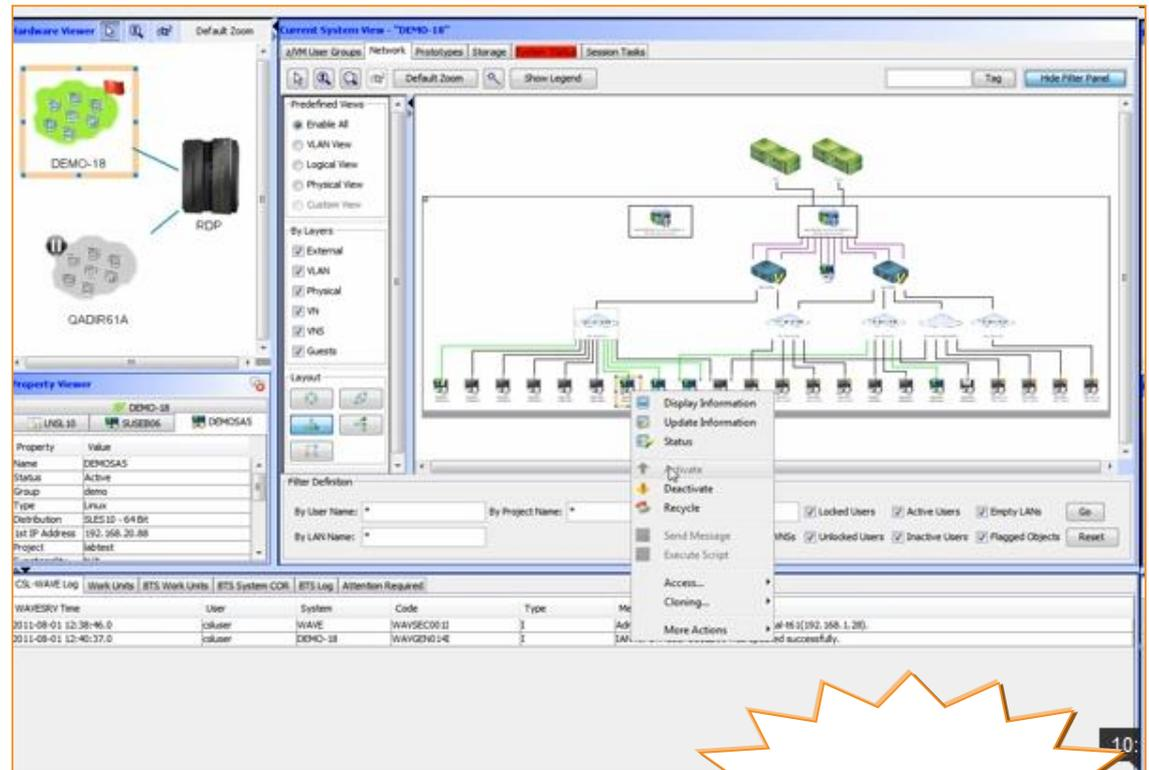 Hardware Viewer
Default Zoom
DEMO-18
RDP
QADIR61A
Current System View - "DEMO-18"
z/VM User Groups Network Prototypes Storage Session Tasks
Default Zoom Show Legend Tag Hide Filter Panel
Predefined Views
Enable All
VLAN View
Logical View
Physical View
Custom View
By Layers
External
VLAN
Physical
VN
VNS
Guests
Layout
Filter Definition
By User Name: * By Project Name: *
By LAN Name: *
Locked Users Active Users Empty LANs Go
Unlocked Users Inactive Users Flagged Objects Reset
Display Information
Update Information
Status
Activate
Deactivate
Recycle
Send Message
Execute Script
Access...
Cloning...
More Actions
Property Viewer
DEMO-18
LNSL10 SUSEB06 DEMOSAS
Property Value
Name DEMOSAS
Status Active
Group demo
Type Linux
Distribution SLES10 - 64 Bit
1st IP Address 192.168.20.88
Project labtest
CSL-WAVE Log Work Units BTS Work Units BTS System COR BTS Log Attention Required
WAVESRV Time User System Code Type
2011-08-01 12:38:46.0 csluser WAVE WAVSEC001I I (192.168.1.28).
2011-08-01 12:40:37.0 csluser DEMO-18 I successfully.
10: